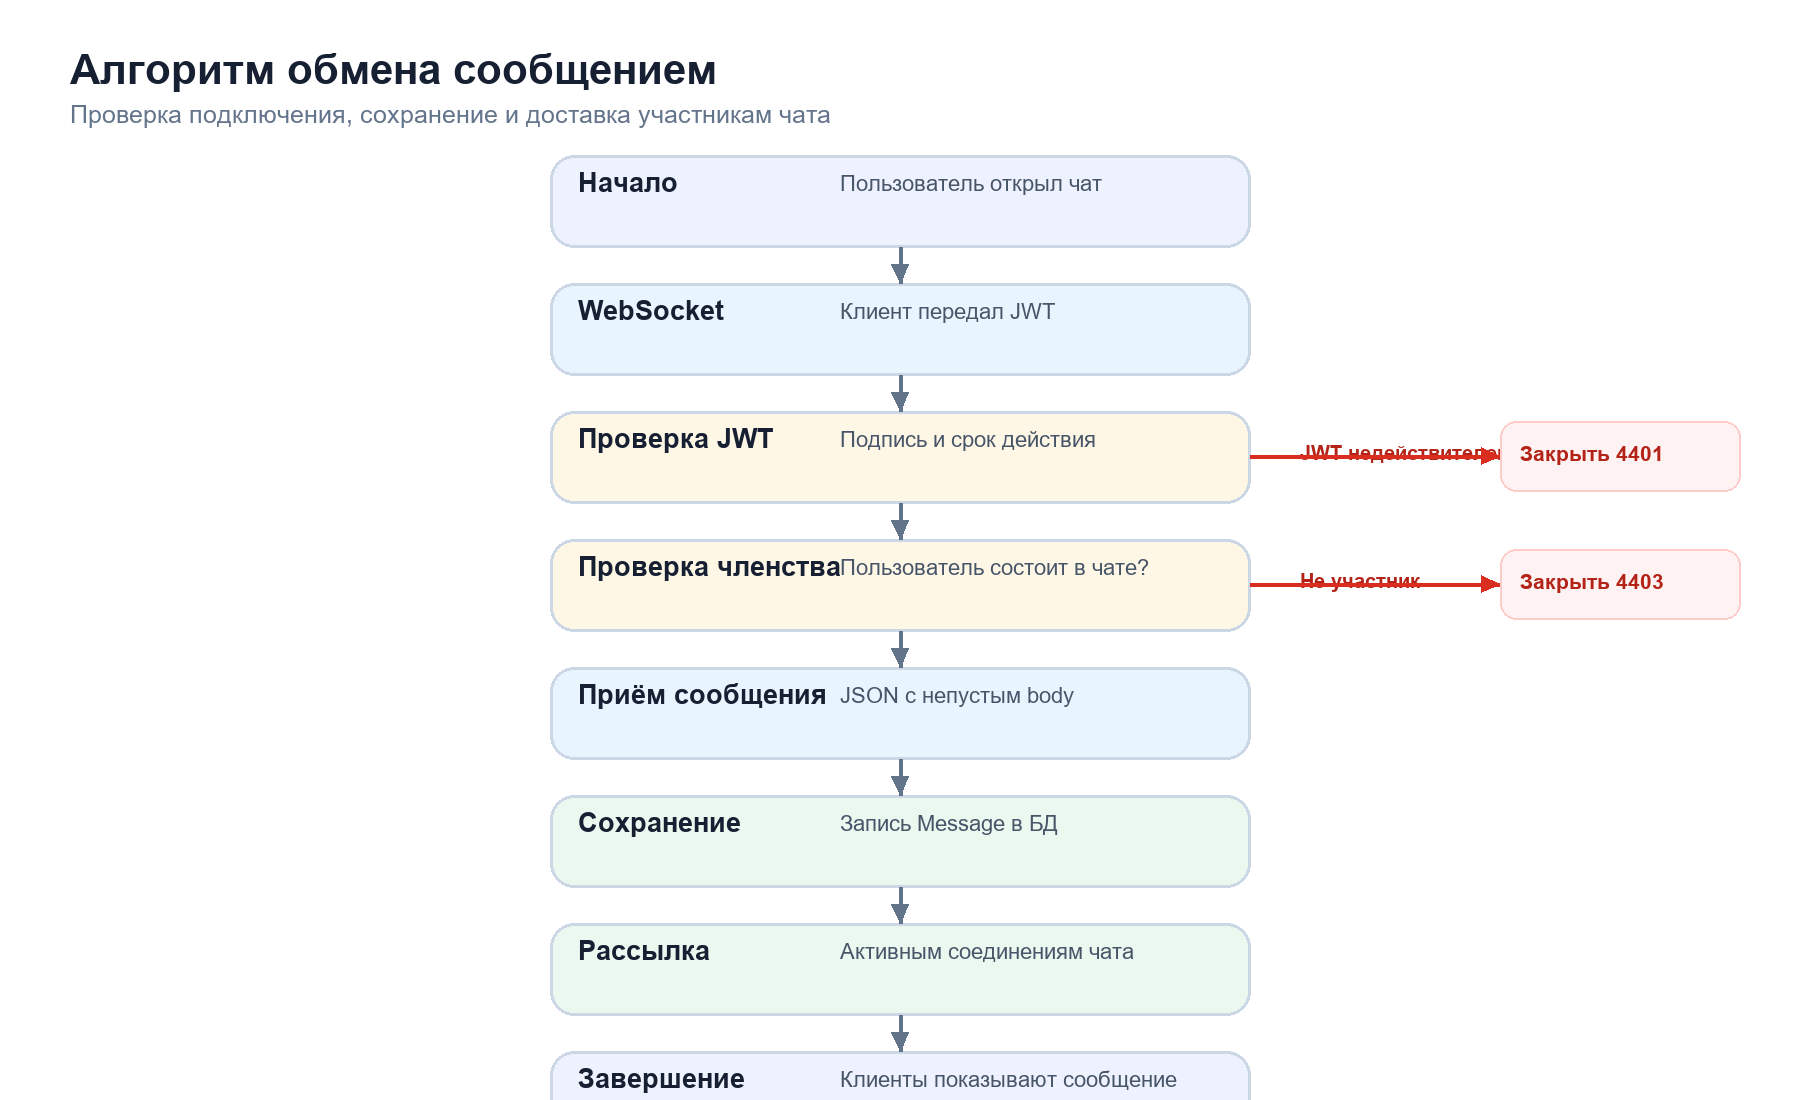 Алгоритм обмена сообщением
Проверка подключения, сохранение и доставка участникам чата
Начало Пользователь открыл чат
WebSocket Клиент передал JWT
Проверка JWT Подпись и срок действия
JWT недействителен Закрыть 4401
Проверка членства Пользователь состоит в чате?
Не участник Закрыть 4403
Приём сообщения JSON с непустым body
Сохранение Запись Message в БД
Рассылка Активным соединениям чата
Завершение Клиенты показывают сообщение